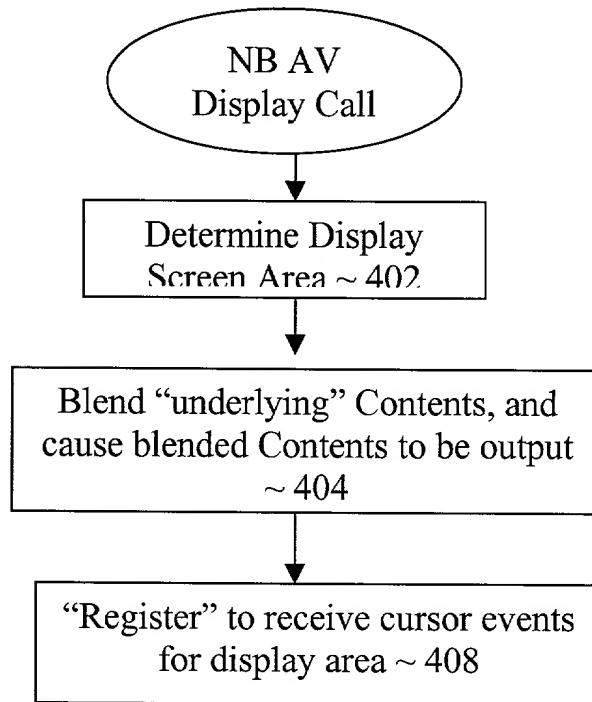 NB AV
Display Call
Determine Display
Screen Area ~ 402
Blend “underlying” Contents, and
cause blended Contents to be output
~ 404
“Register” to receive cursor events
for display area ~ 408